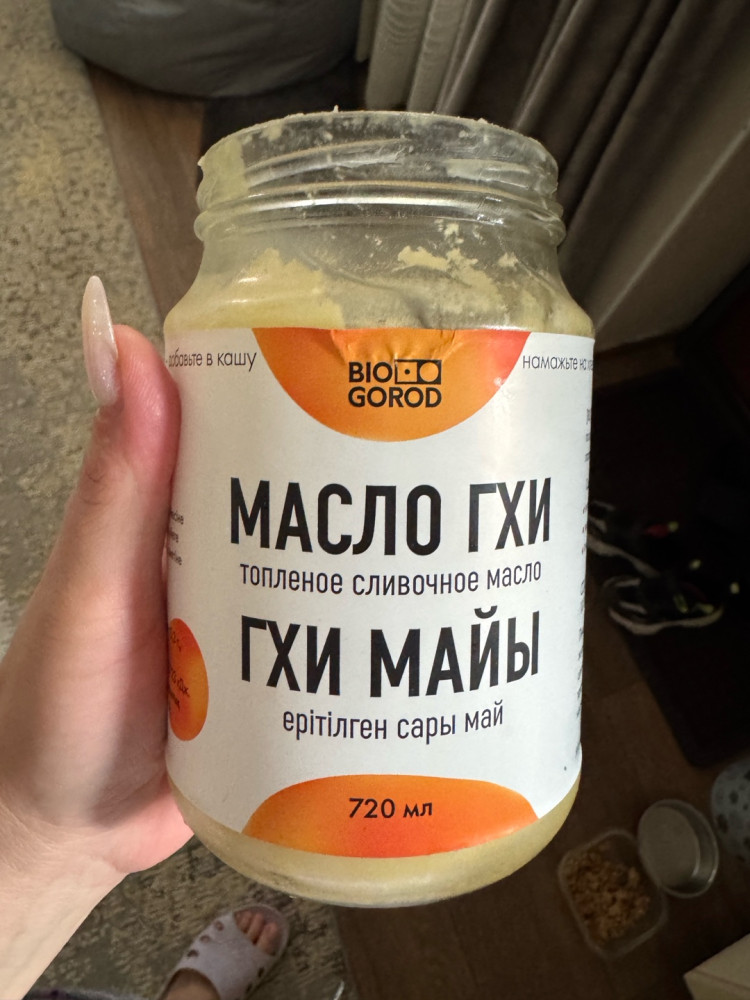 добавьте в кашу
намажьте на
BIO
GOROD
МАСЛО ГХИ
топленое сливочное масло
ГХИ МАЙЫ
ерітілген сары май
720 мл